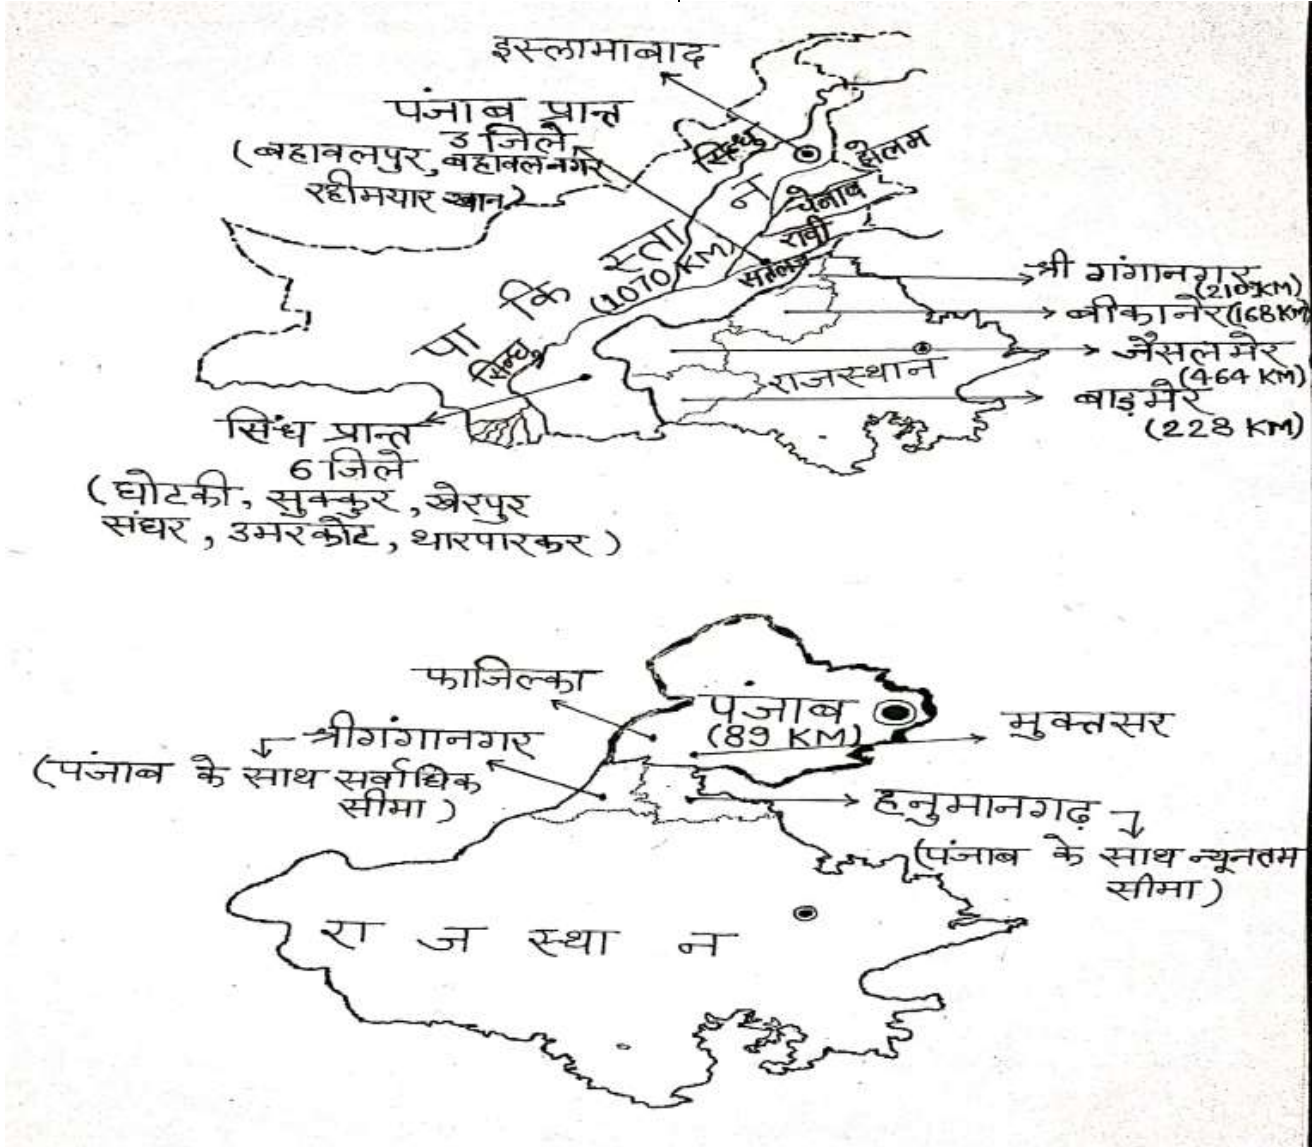 इस्लामाबाद
पंजाब प्रान्त
3 जिले
(बहावलपुर, बहावलनगर
रहीमयार खान)
सिन्धु
झेलम
चेनाब
रावी
सतलज
पा कि स्ता न
(1070 KM)
सिन्धु
श्री गंगानगर
(210 KM)
बीकानेर (168 KM)
जैसलमेर
(464 KM)
बाड़मेर
(228 KM)
राजस्थान
सिंध प्रान्त
6 जिले
(घोटकी, सुक्कुर, खेरपुर
संघर, उमरकोट, थारपारकर)
फाजिल्का
पंजाब
(89 KM)
मुक्तसर
श्रीगंगानगर
(पंजाब के साथ सर्वाधिक
सीमा)
हनुमानगढ़
(पंजाब के साथ न्यूनतम
सीमा)
रा ज स्था न